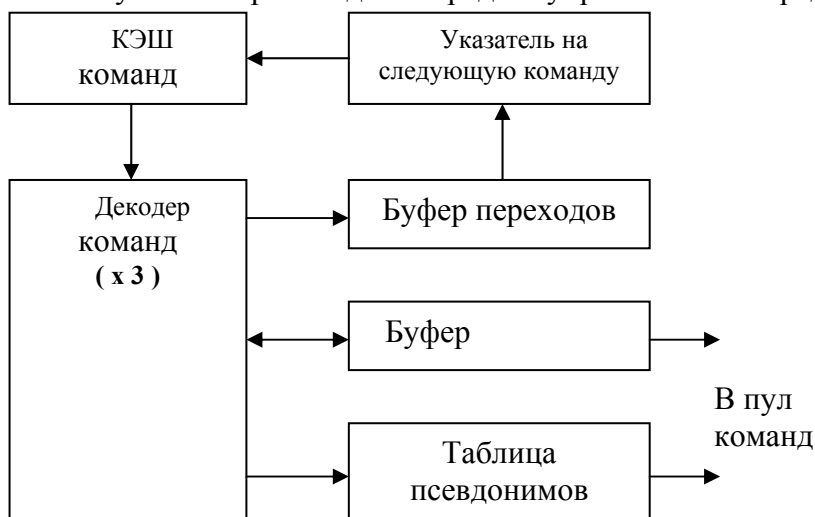 КЭШ
команд
Указатель на
следующую команду
Декодер
команд
( x 3 )
Буфер переходов
Буфер
В пул
команд
Таблица
псевдонимов